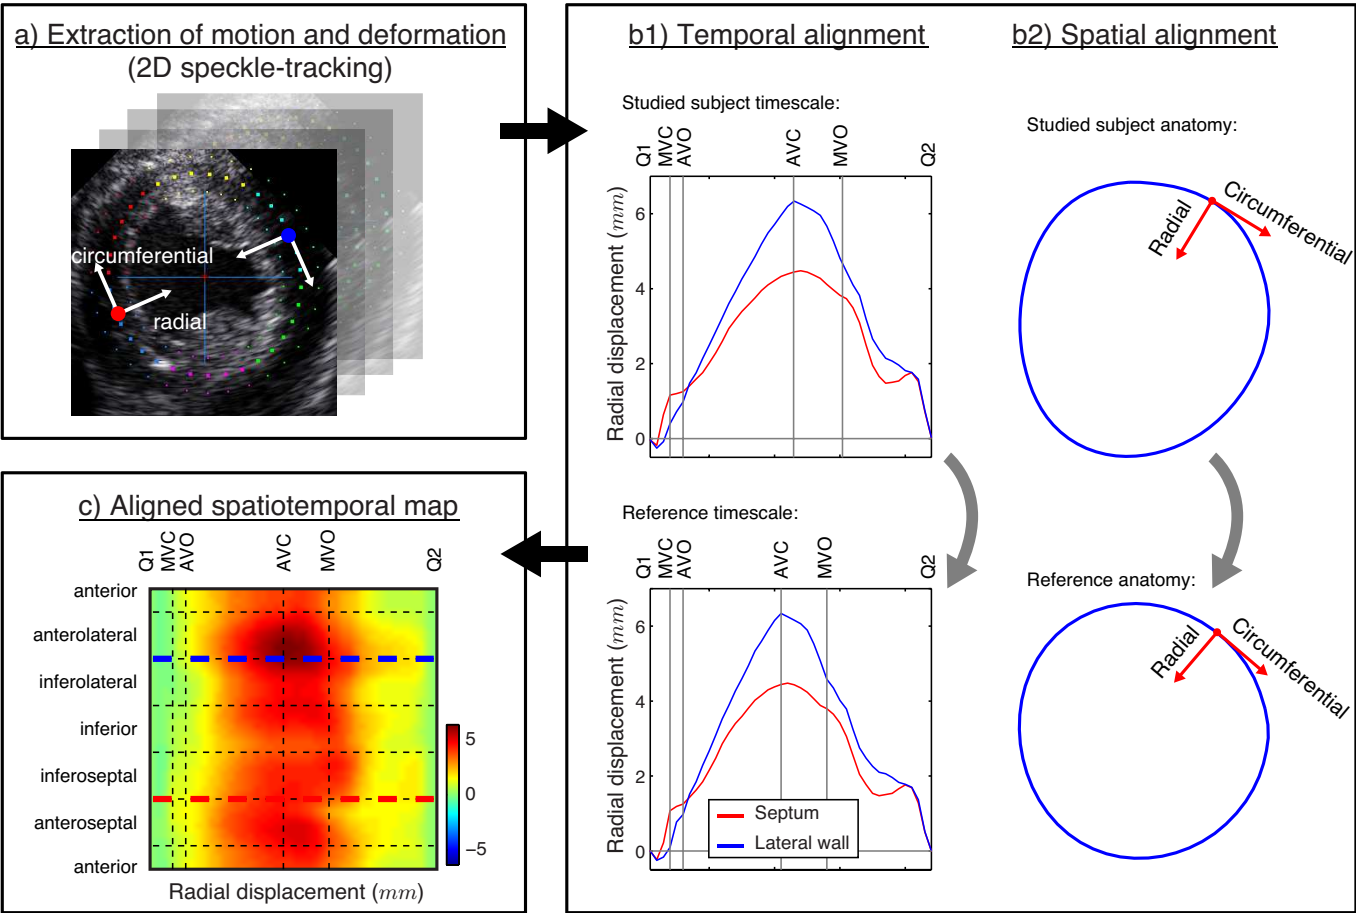 a) Extraction of motion and deformation
(2D speckle-tracking)
circumferential
radial
b1) Temporal alignment
Studied subject timescale:
Q1 MVC AVO AVC MVO Q2
Radial displacement (mm)
6
4
2
0
Reference timescale:
Q1 MVC AVO AVC MVO Q2
Radial displacement (mm)
6
4
2
0
Septum
Lateral wall
b2) Spatial alignment
Studied subject anatomy:
Radial
Circumferential
Reference anatomy:
Radial
Circumferential
c) Aligned spatiotemporal map
Q1 MVC AVO AVC MVO Q2
anterior
anterolateral
inferolateral
inferior
inferoseptal
anteroseptal
anterior
5
0
−5
Radial displacement (mm)